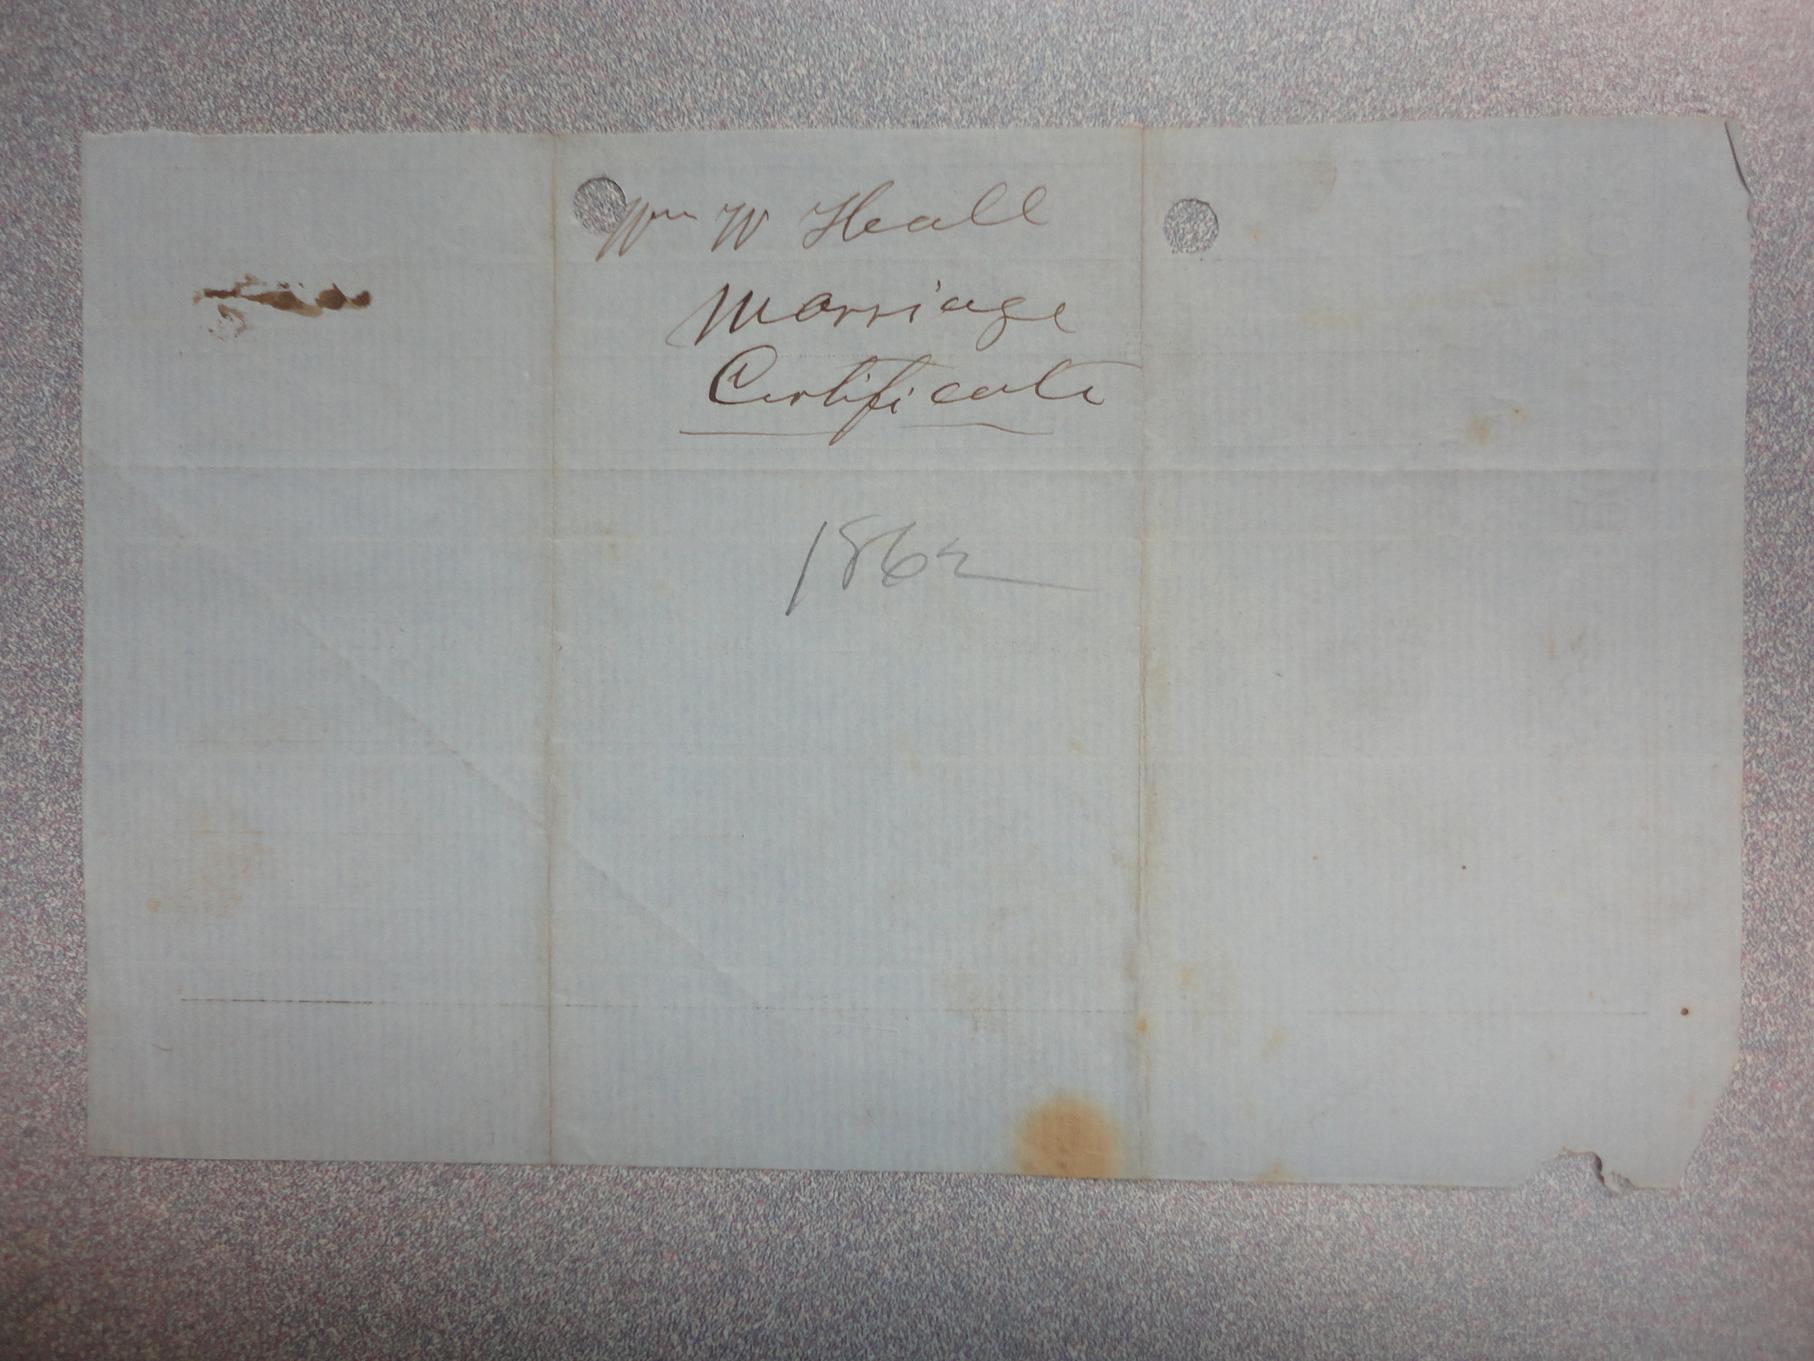 Wm W Heall
Marriage
Certificate
1862